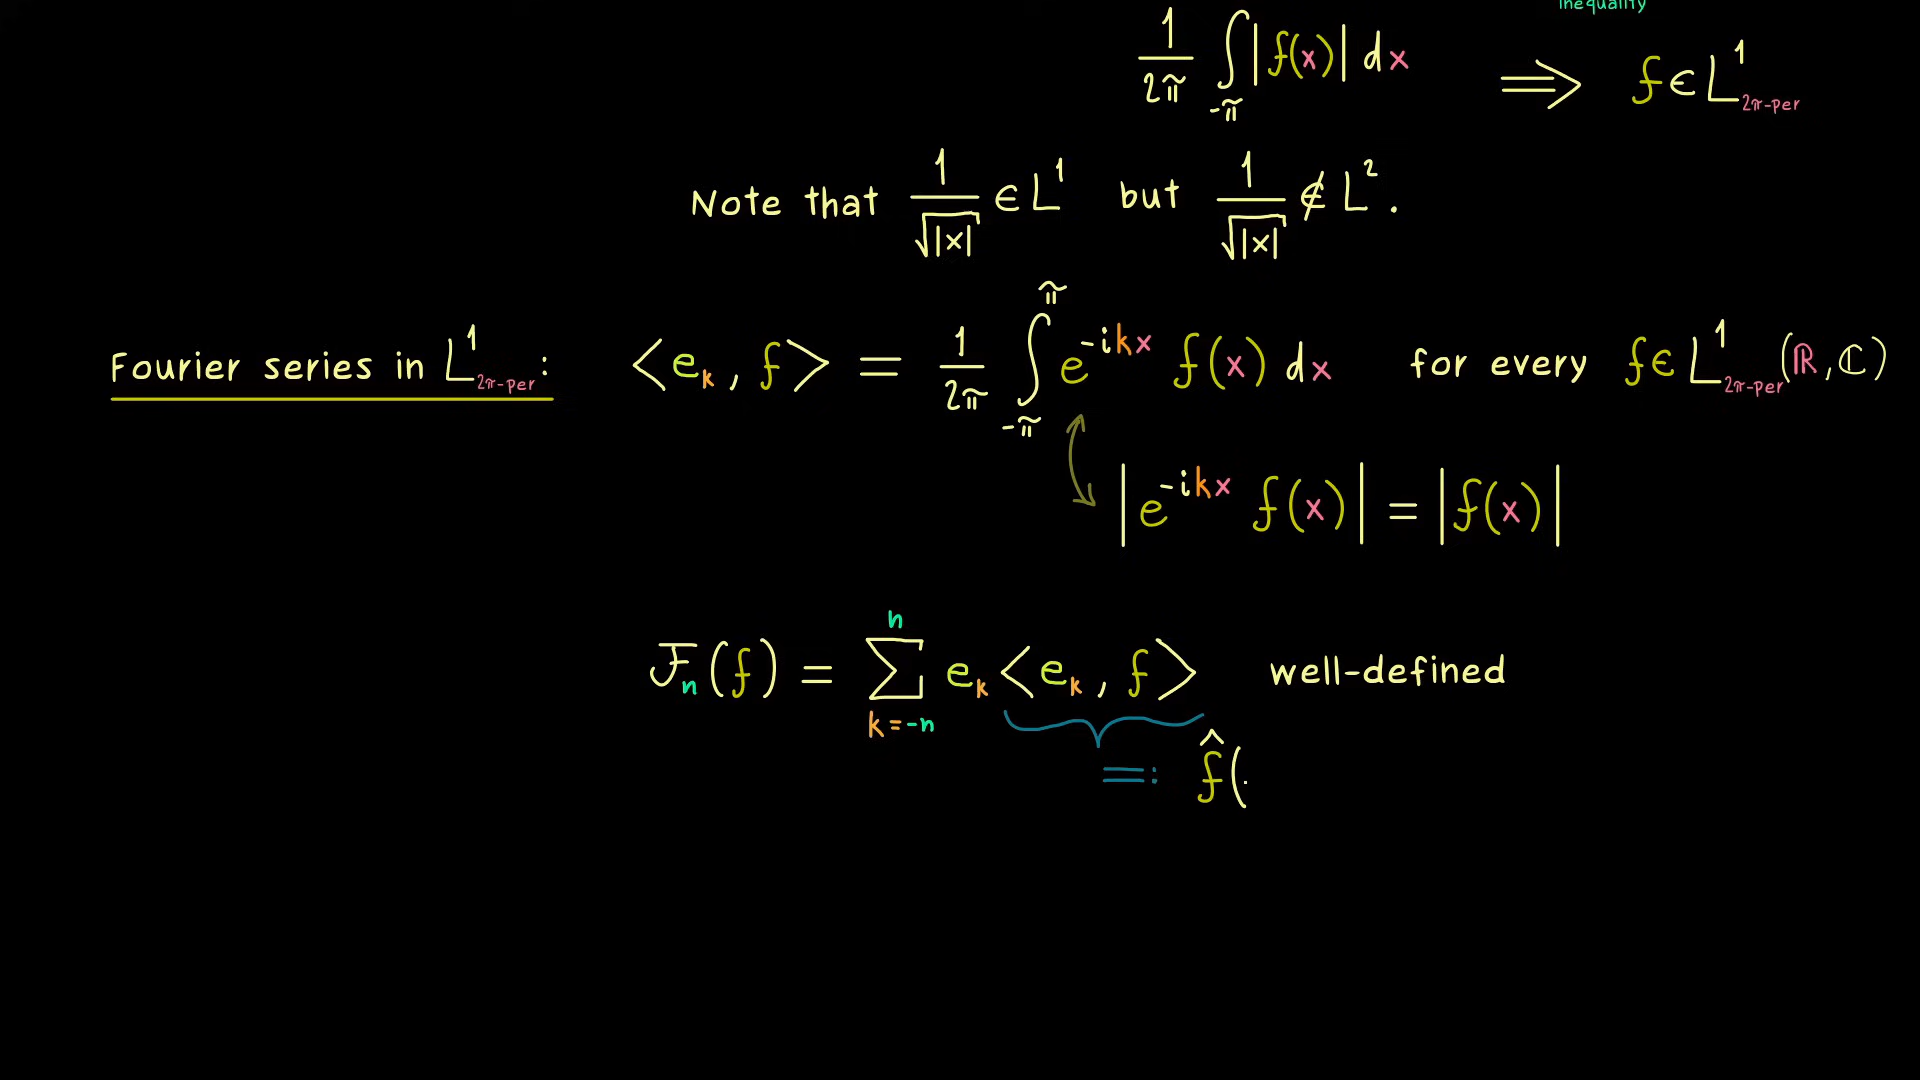 inequality
1/2π ∫_{-π} |f(x)| dx ⟹ f ∈ L¹_{2π-per}
Note that 1/√|x| ∈ L¹ but 1/√|x| ∉ L².
Fourier series in L¹_{2π-per}: <e_k, f> = 1/2π ∫_{-π}^{π} e^{-ikx} f(x) dx for every f ∈ L¹_{2π-per}(ℝ, ℂ)
|e^{-ikx} f(x)| = |f(x)|
ℱ_n(f) = ∑_{k=-n}^{n} e_k <e_k, f> well-defined
=: f̂(